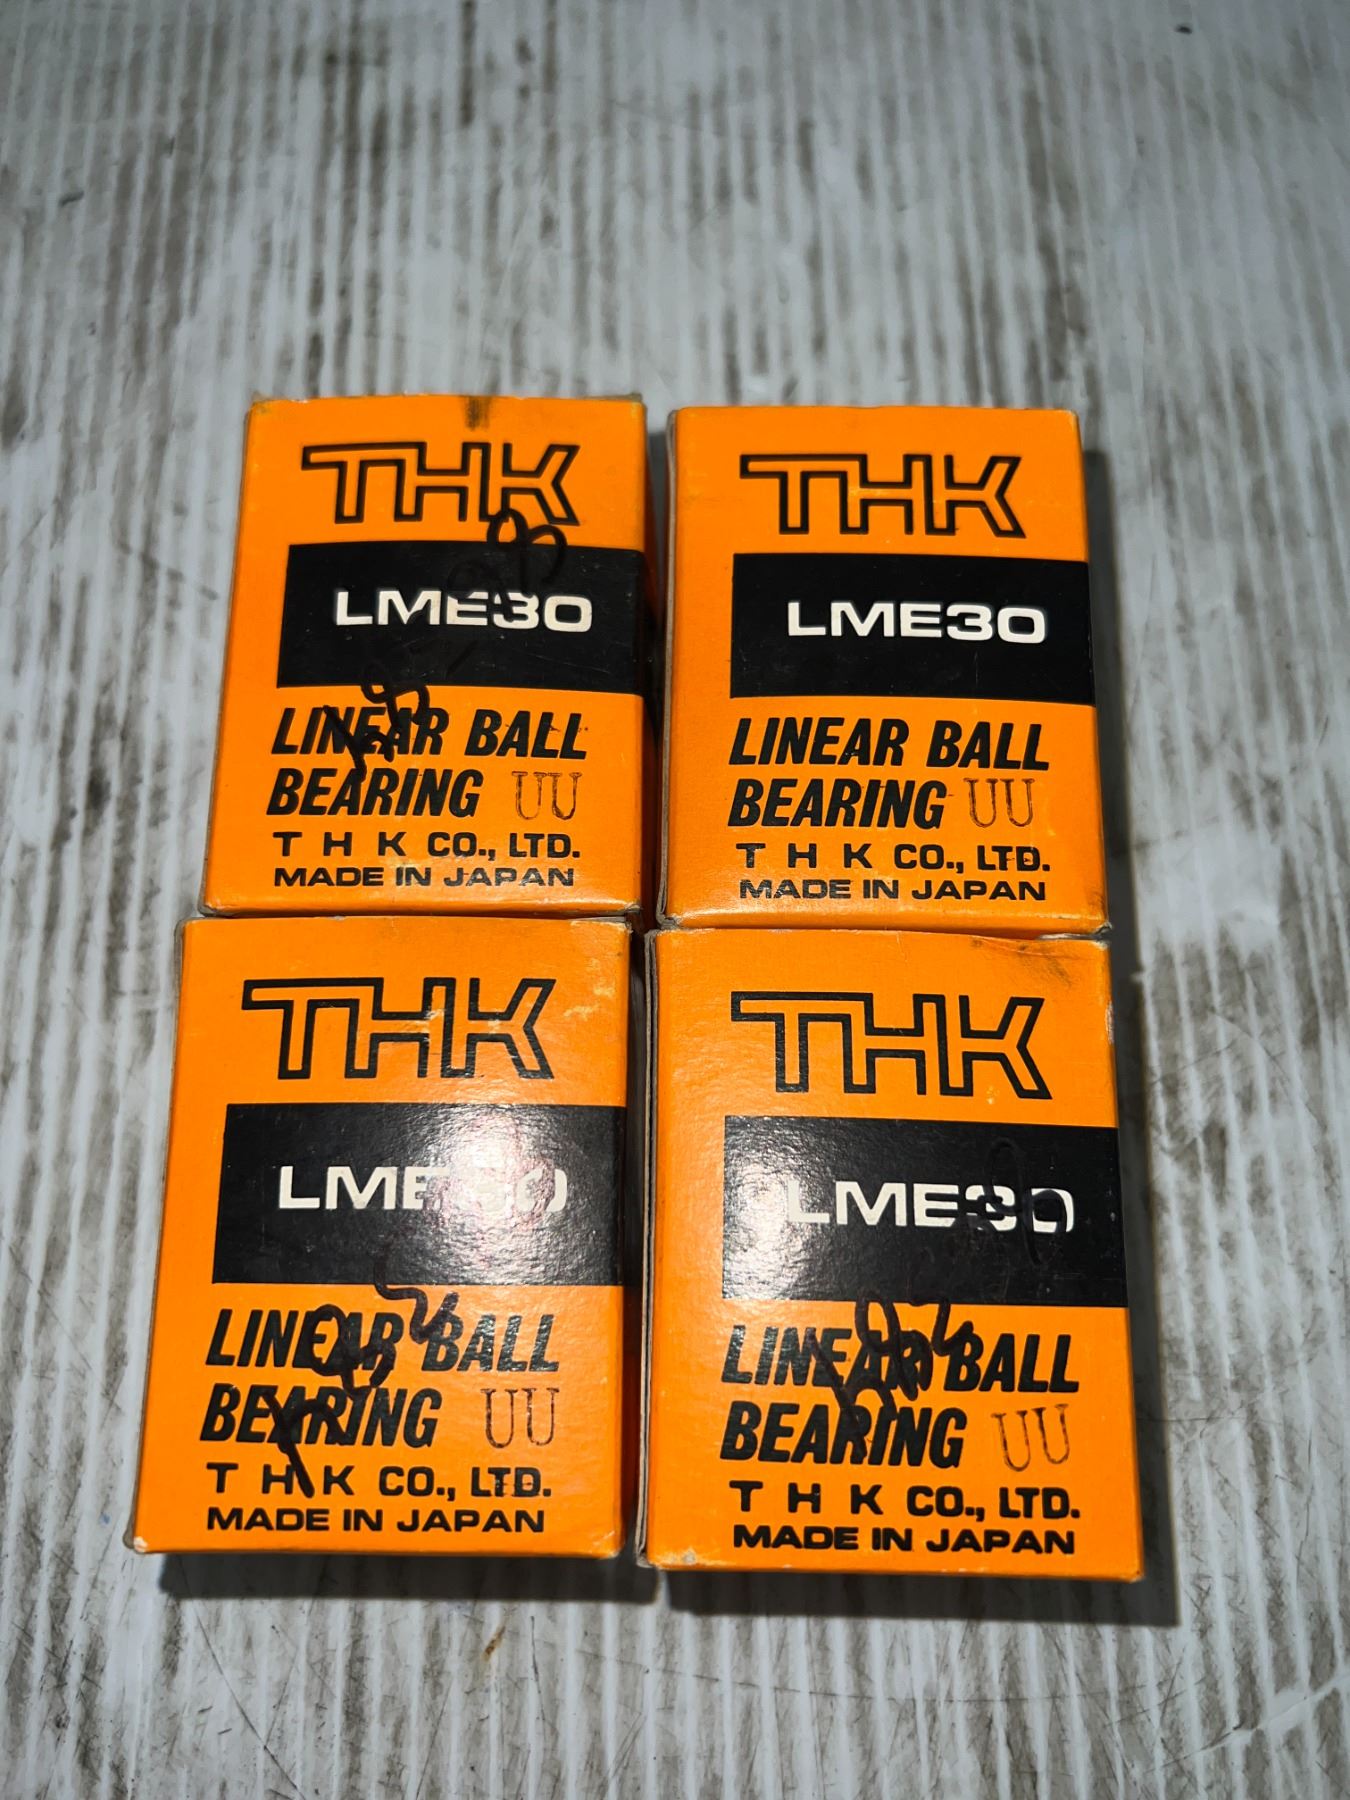 THK
LME30
LINEAR BALL
BEARING UU
T H K CO., LTD.
MADE IN JAPAN
THK
LME30
LINEAR BALL
BEARING UU
T H K CO., LTD.
MADE IN JAPAN
THK
LME30
LINEAR BALL
BEARING UU
T H K CO., LTD.
MADE IN JAPAN
THK
LME30
LINEAR BALL
BEARING UU
T H K CO., LTD.
MADE IN JAPAN